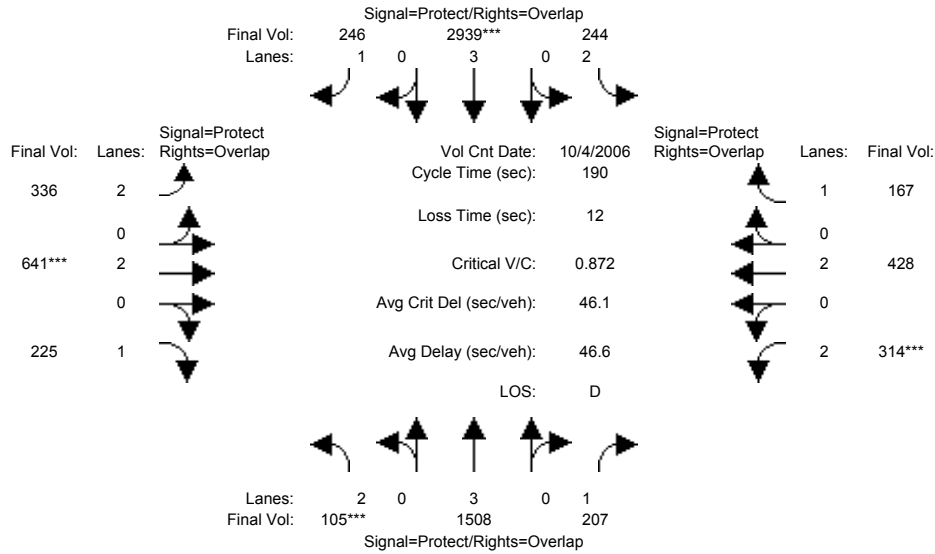 Signal=Protect/Rights=Overlap
Final Vol: 246 2939*** 244
Lanes: 1 0 3 0 2
Signal=Protect
Final Vol: Lanes: Rights=Overlap
Vol Cnt Date: 10/4/2006
Signal=Protect
Rights=Overlap Lanes: Final Vol:
Cycle Time (sec): 190
336 2
1 167
Loss Time (sec): 12
0
0
641*** 2
Critical V/C: 0.872
2 428
0
Avg Crit Del (sec/veh): 46.1
0
225 1
Avg Delay (sec/veh): 46.6
2 314***
LOS: D
Lanes: 2 0 3 0 1
Final Vol: 105*** 1508 207
Signal=Protect/Rights=Overlap